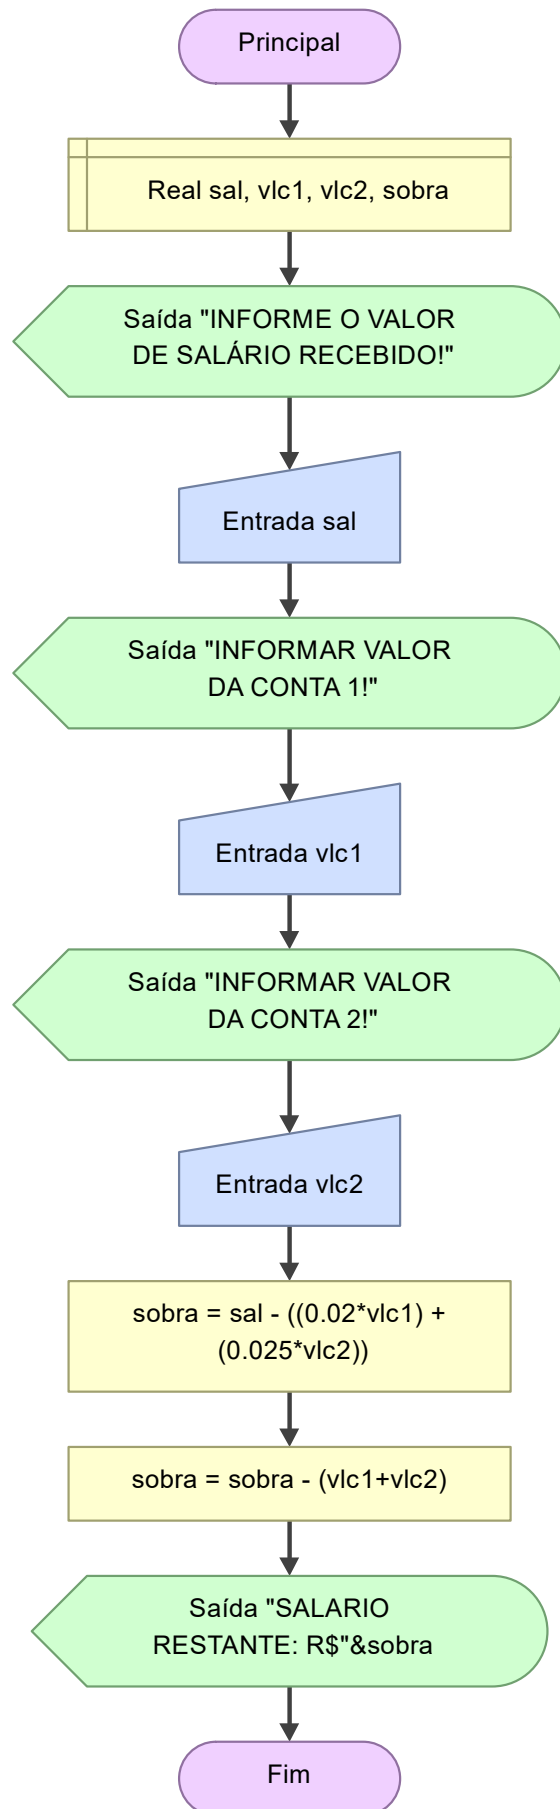 Principal
Real sal, vlc1, vlc2, sobra
Saída "INFORME O VALOR
DE SALÁRIO RECEBIDO!"
Entrada sal
Saída "INFORMAR VALOR
DA CONTA 1!"
Entrada vlc1
Saída "INFORMAR VALOR
DA CONTA 2!"
Entrada vlc2
sobra = sal - ((0.02*vlc1) +
(0.025*vlc2))
sobra = sobra - (vlc1+vlc2)
Saída "SALARIO
RESTANTE: R$"&sobra
Fim